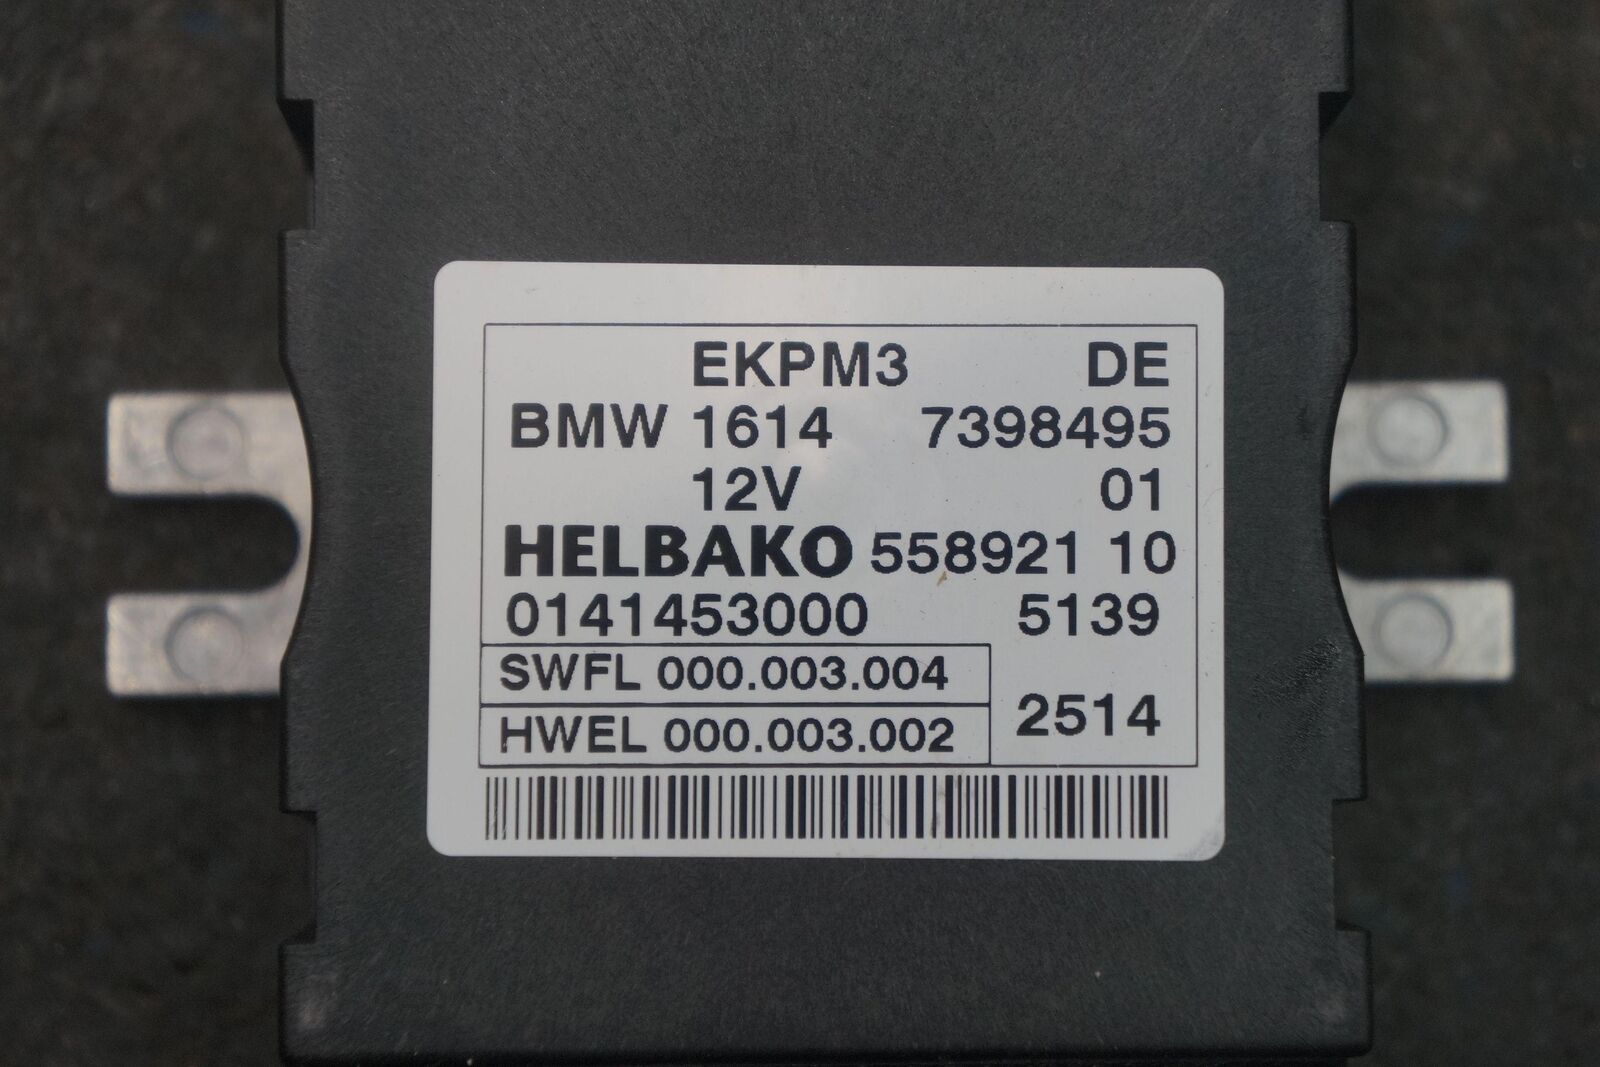 EKPM3 DE
BMW 1614 7398495
12V 01
HELBAKO 558921 10
0141453000 5139
SWFL 000.003.004
2514
HWEL 000.003.002